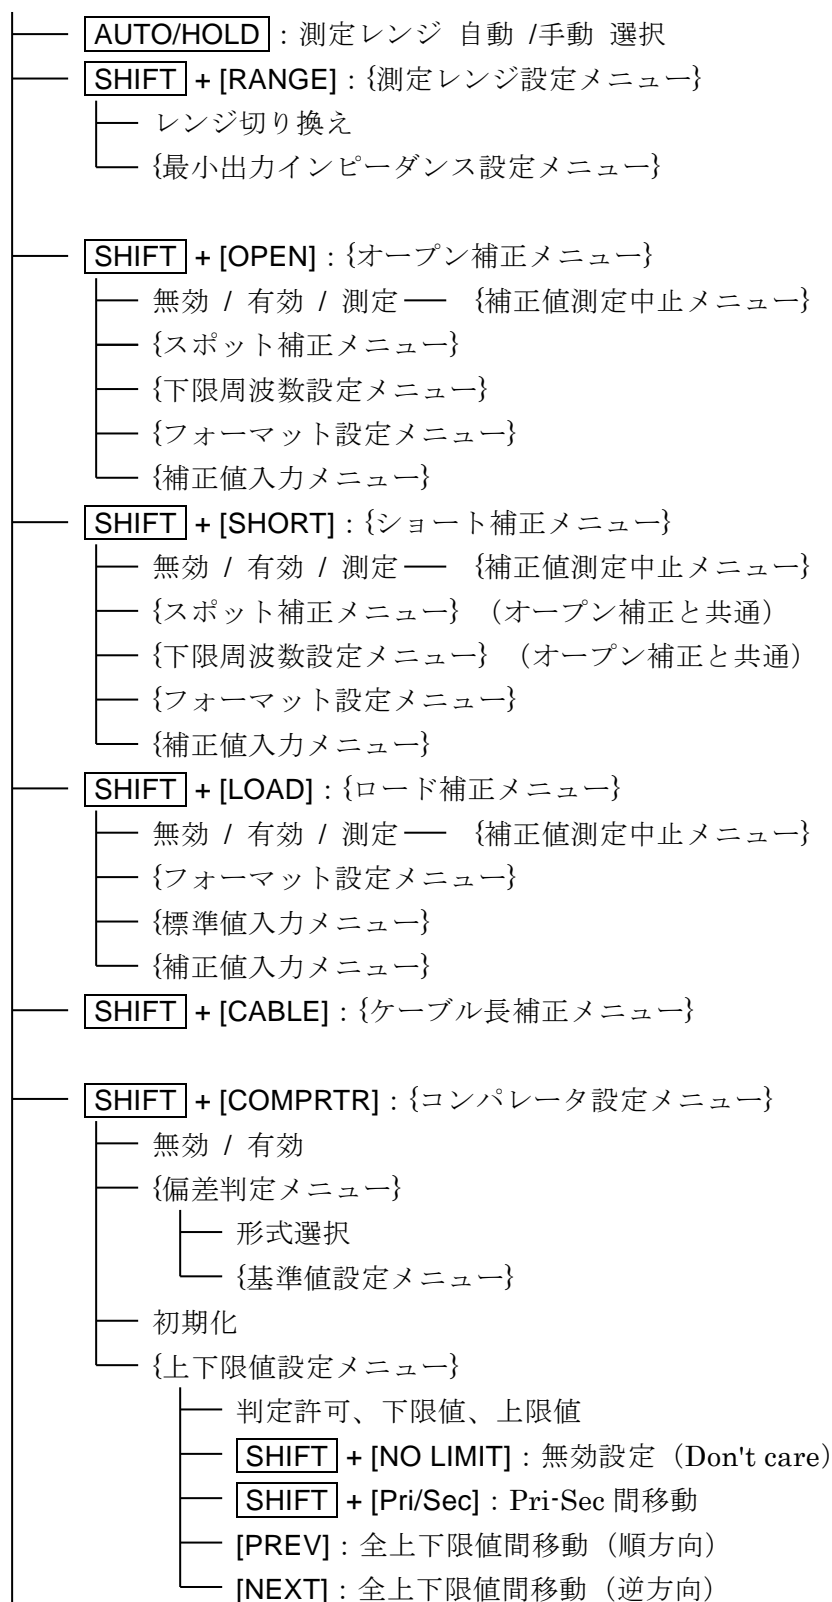 AUTO/HOLD：測定レンジ 自動 /手動 選択
SHIFT + [RANGE]：{測定レンジ設定メニュー}
レンジ切り換え
{最小出力インピーダンス設定メニュー}
SHIFT + [OPEN]：{オープン補正メニュー}
無効 / 有効 / 測定 {補正値測定中止メニュー}
{スポット補正メニュー}
{下限周波数設定メニュー}
{フォーマット設定メニュー}
{補正値入力メニュー}
SHIFT + [SHORT]：{ショート補正メニュー}
無効 / 有効 / 測定 {補正値測定中止メニュー}
{スポット補正メニュー}（オープン補正と共通）
{下限周波数設定メニュー}（オープン補正と共通）
{フォーマット設定メニュー}
{補正値入力メニュー}
SHIFT + [LOAD]：{ロード補正メニュー}
無効 / 有効 / 測定 {補正値測定中止メニュー}
{フォーマット設定メニュー}
{標準値入力メニュー}
{補正値入力メニュー}
SHIFT + [CABLE]：{ケーブル長補正メニュー}
SHIFT + [COMPRTR]：{コンパレータ設定メニュー}
無効 / 有効
{偏差判定メニュー}
形式選択
{基準値設定メニュー}
初期化
{上下限値設定メニュー}
判定許可、下限値、上限値
SHIFT + [NO LIMIT]：無効設定（Don't care）
SHIFT + [Pri/Sec]：Pri-Sec 間移動
[PREV]：全上下限値間移動（順方向）
[NEXT]：全上下限値間移動（逆方向）